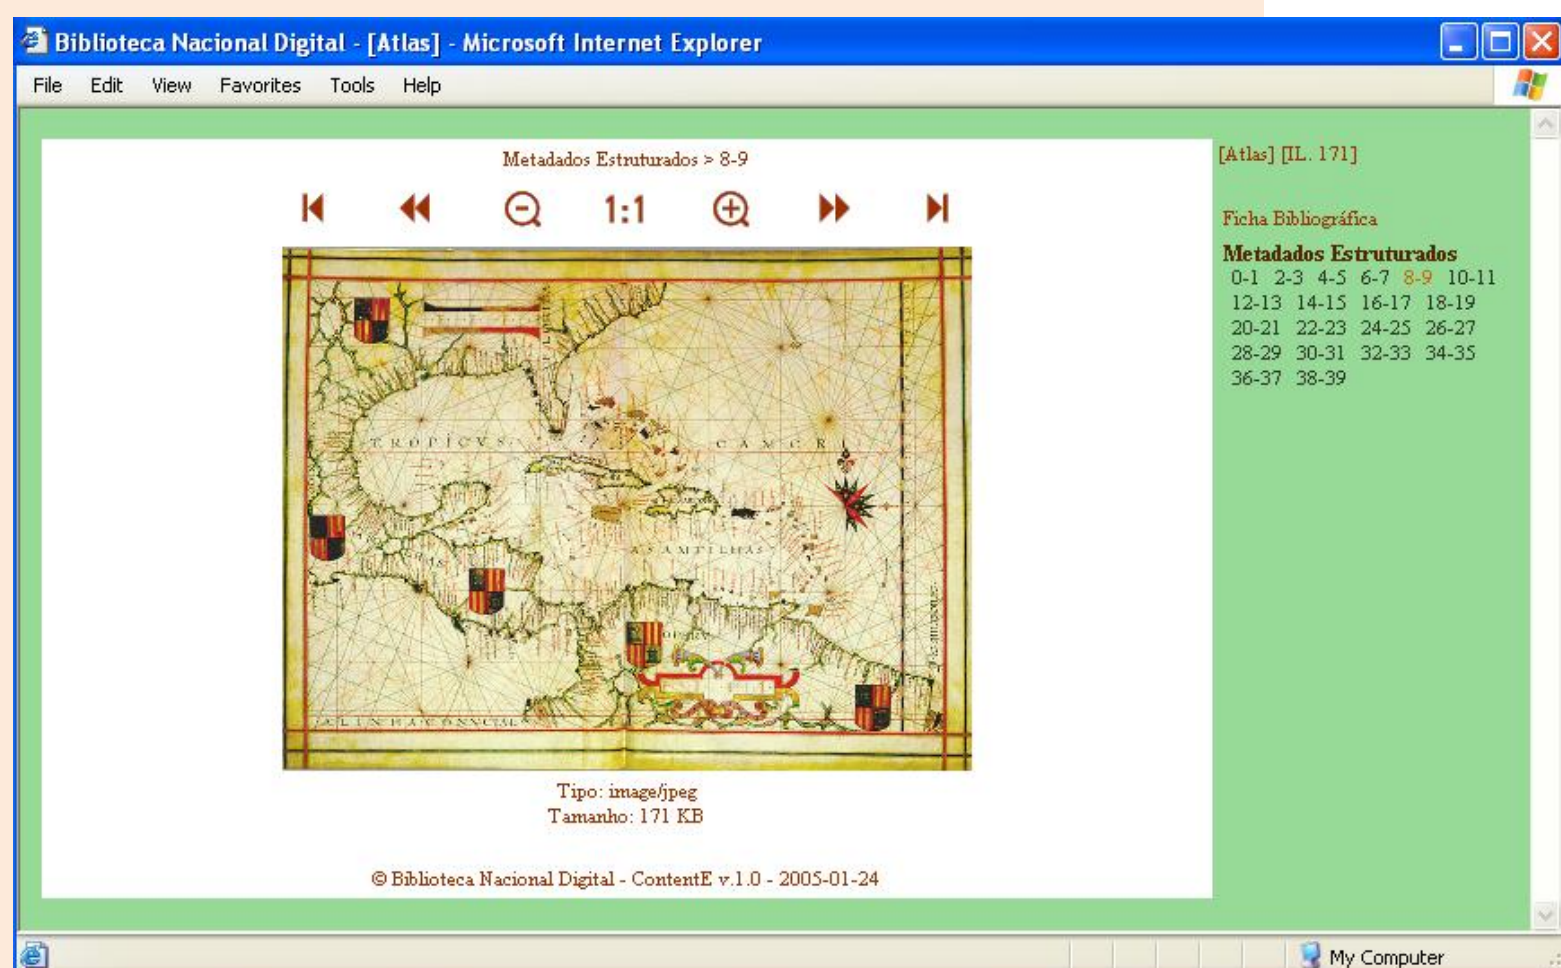 Biblioteca Nacional Digital - [Atlas] - Microsoft Internet Explorer
File Edit View Favorites Tools Help
Metadados Estruturados > 8-9
1:1
TROPICVS CANCRI
AS ANTILHAS
Tipo: image/jpeg
Tamanho: 171 KB
© Biblioteca Nacional Digital - ContentE v.1.0 - 2005-01-24
[Atlas] [IL. 171]
Ficha Bibliográfica
Metadados Estruturados
0-1 2-3 4-5 6-7 8-9 10-11
12-13 14-15 16-17 18-19
20-21 22-23 24-25 26-27
28-29 30-31 32-33 34-35
36-37 38-39
My Computer